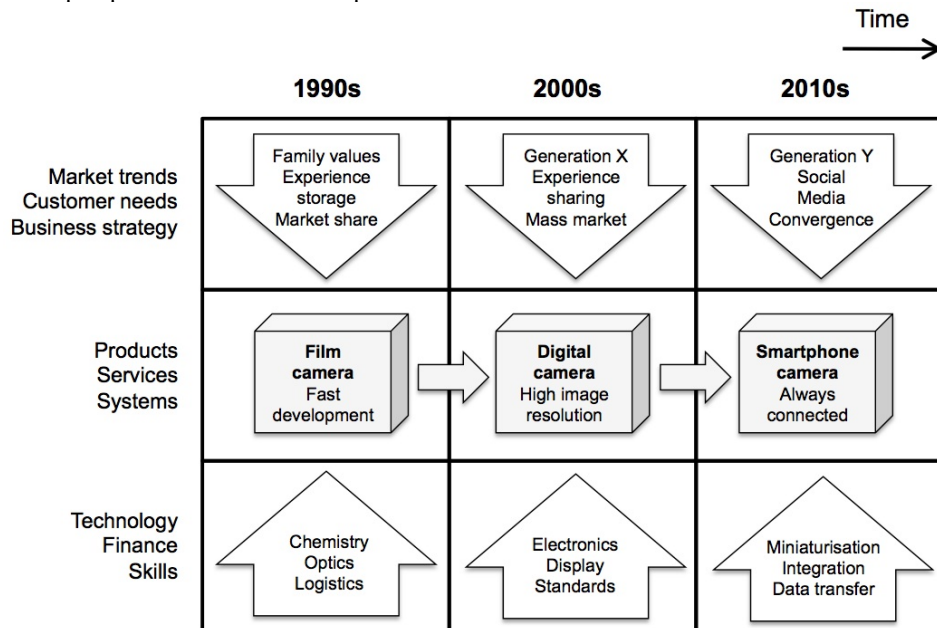 Time
1990s
2000s
2010s
Market trends
Customer needs
Business strategy
Family values
Experience
storage
Market share
Generation X
Experience
sharing
Mass market
Generation Y
Social
Media
Convergence
Products
Services
Systems
Film
camera
Fast
development
Digital
camera
High image
resolution
Smartphone
camera
Always
connected
Technology
Finance
Skills
Chemistry
Optics
Logistics
Electronics
Display
Standards
Miniaturisation
Integration
Data transfer